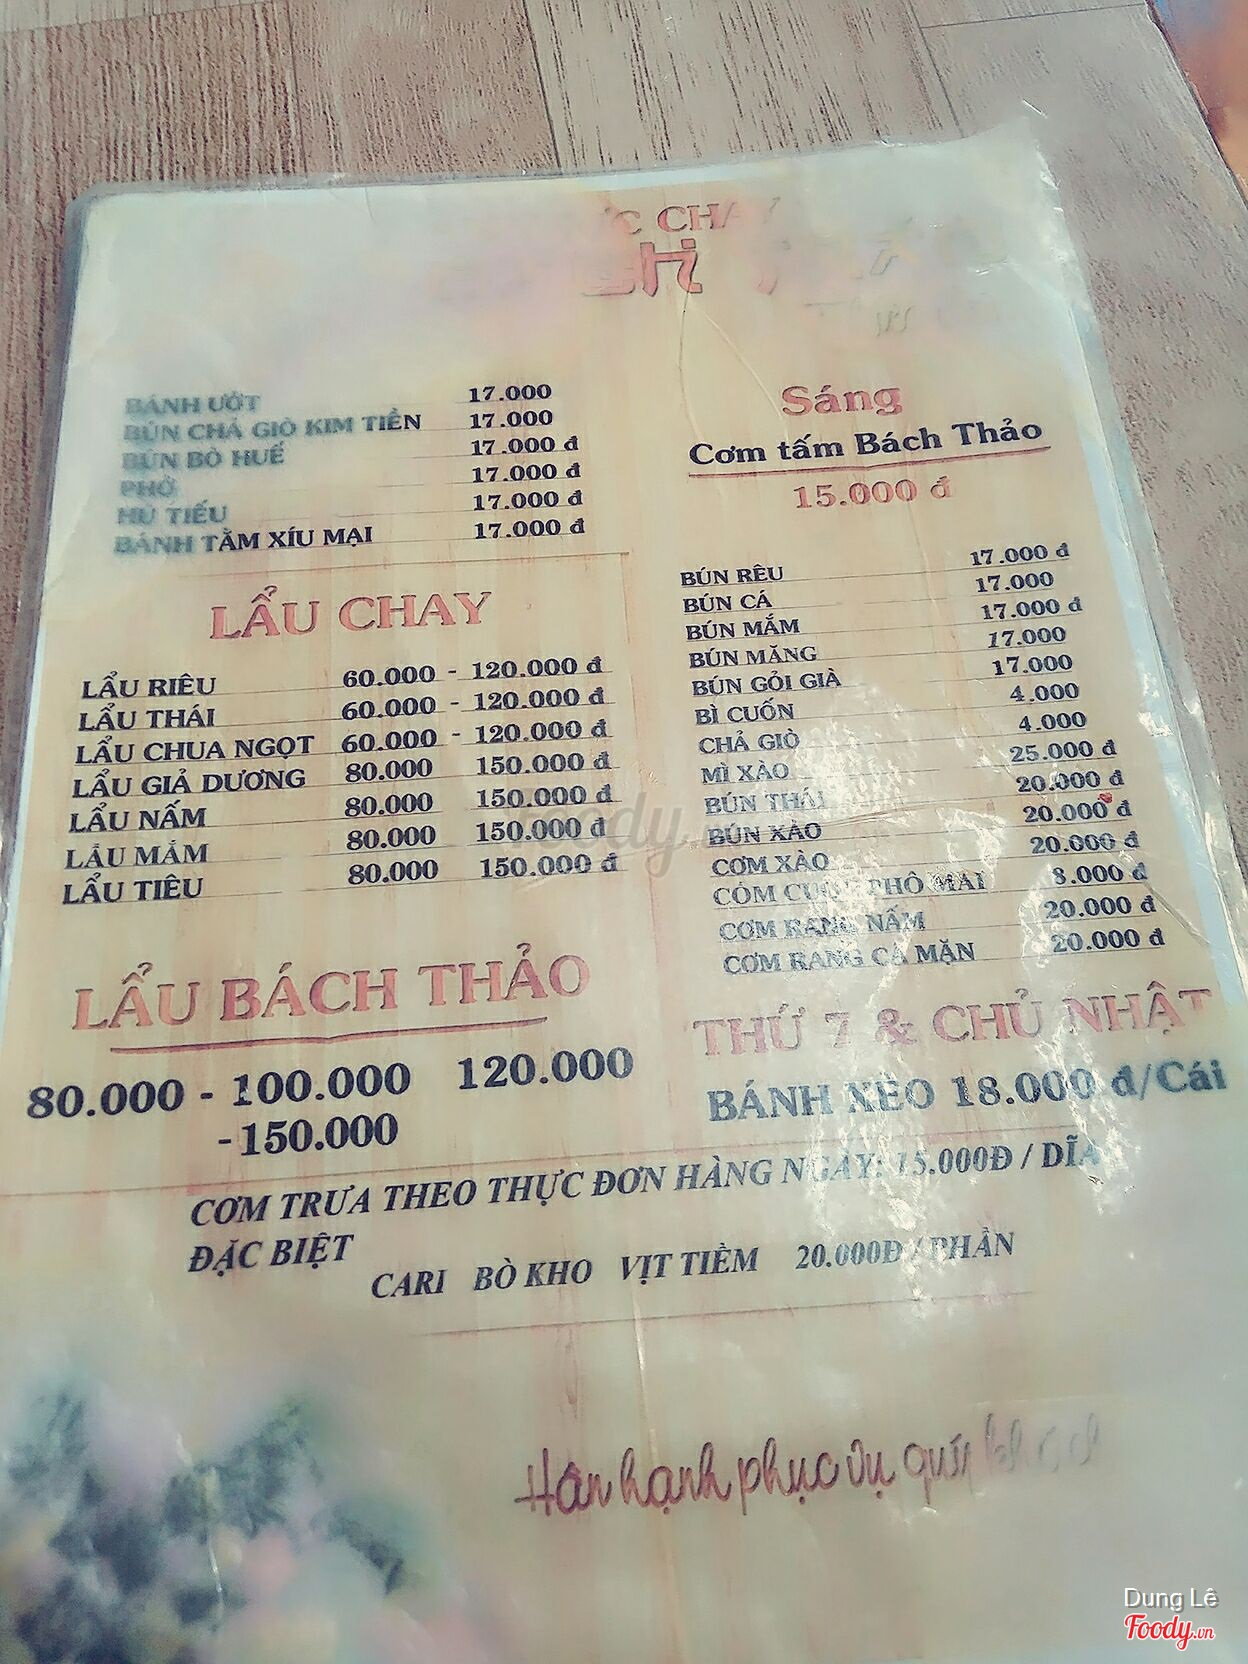 BÁNH ƯỚT 17.000
BÚN CHẢ GIÒ KIM TIỀN 17.000
BÚN BÒ HUẾ 17.000 đ
PHỞ 17.000 đ
HỦ TIẾU 17.000 đ
BÁNH TẰM XÍU MẠI 17.000 đ
LẨU CHAY
LẨU RIÊU 60.000 - 120.000 đ
LẨU THÁI 60.000 - 120.000 đ
LẨU CHUA NGỌT 60.000 - 120.000 đ
LẨU GIẢ DƯƠNG 80.000 150.000 đ
LẨU NẤM 80.000 150.000 đ
LẨU MẮM 80.000 150.000 đ
LẨU TIÊU 80.000 150.000 đ
LẨU BÁCH THẢO
80.000 - 100.000 120.000
-150.000
Sáng
Cơm tấm Bách Thảo
15.000 đ
BÚN RÊU 17.000 đ
BÚN CÁ 17.000
BÚN MẮM 17.000 đ
BÚN MĂNG 17.000
BÚN GỎI GIÀ 17.000
BÌ CUỐN 4.000
CHẢ GIÒ 4.000
MÌ XÀO 25.000 đ
BÚN THÁI 20.000 đ
BÚN XÀO 20.000 đ
CƠM XÀO 20.000 đ
CỐM CUỘN PHÔ MAI 8.000 đ
CƠM RANG NẤM 20.000 đ
CƠM RANG CÁ MẶN 20.000 đ
THỨ 7 & CHỦ NHẬT
BÁNH XÈO 18.000 đ/Cái
CƠM TRƯA THEO THỰC ĐƠN HÀNG NGÀY: 15.000Đ / DĨA
ĐẶC BIỆT
CARI BÒ KHO VỊT TIỀM 20.000Đ / PHẦN
Hân hạnh phục vụ quý khách
Dung Lê
Foody.vn